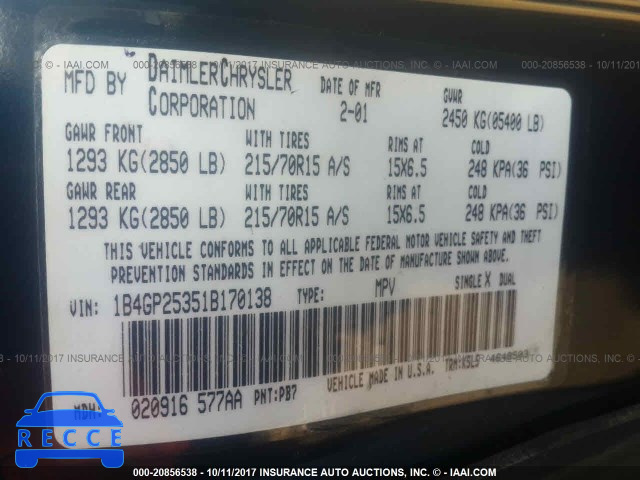 © - IAAI.COM 000-20856538 - 10/11/2017 INSURANCE AUTO AUCTIONS, INC. © - IAAI.COM 000-20856538 - 10/11/2017
MFD BY DAIMLERCHRYSLER CORPORATION
DATE OF MFR 2-01
GVWR 2450 KG(05400 LB)
GAWR FRONT WITH TIRES RIMS AT COLD
1293 KG(2850 LB) 215/70R15 A/S 15X6.5 248 KPA(36 PSI)
GAWR REAR WITH TIRES RIMS AT COLD
1293 KG(2850 LB) 215/70R15 A/S 15X6.5 248 KPA(36 PSI)
THIS VEHICLE CONFORMS TO ALL APPLICABLE FEDERAL MOTOR VEHICLE SAFETY AND THEFT
PREVENTION STANDARDS IN EFFECT ON THE DATE OF MANUFACTURE SHOWN ABOVE.
VIN: 1B4GP25351B170138 TYPE: MPV SINGLE X DUAL
MDH: 020916 577AA PNT:PB7 VEHICLE MADE IN U.S.A.
RECCE
000-20856538 - 10/11/2017 INSURANCE AUTO AUCTIONS, INC. © - IAAI.COM